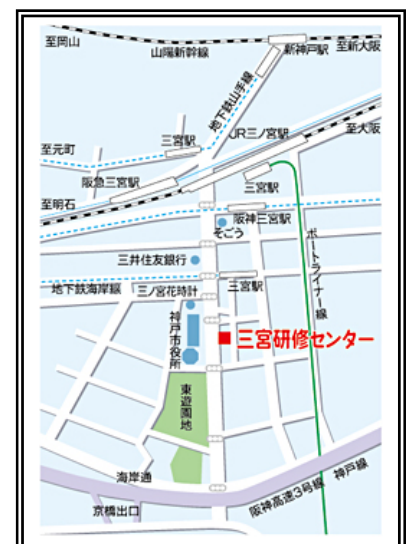 至岡山
山陽新幹線
新神戸駅
至新大阪
地下鉄山手線
至元町
三宮駅
JR三ノ宮駅
至大阪
阪急三宮駅
三宮駅
至明石
阪神三宮駅
そごう
ポートライナー線
三井住友銀行
地下鉄海岸線
三ノ宮花時計
三宮駅
神戸市役所
三宮研修センター
東遊園地
海岸通
京橋出口
阪神高速3号線 神戸線